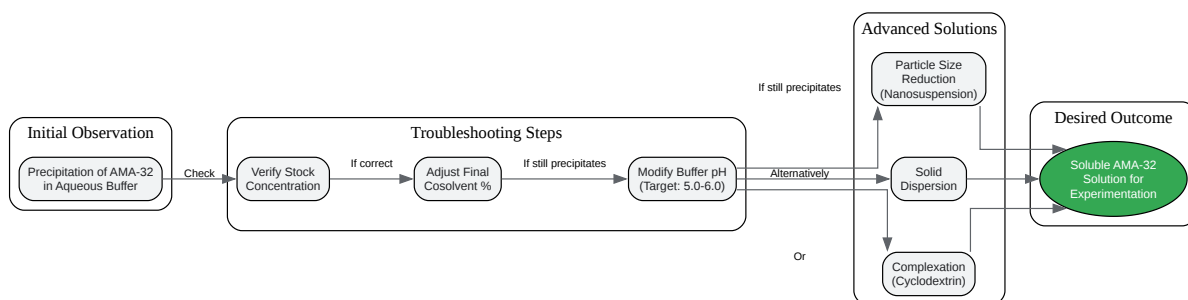 Initial Observation
Precipitation of AMA-32
in Aqueous Buffer
Check
Troubleshooting Steps
Verify Stock
Concentration
If correct
Adjust Final
Cosolvent %
If still precipitates
Modify Buffer pH
(Target: 5.0-6.0)
If still precipitates
Alternatively
Or
Advanced Solutions
Particle Size
Reduction
(Nanosuspension)
Solid
Dispersion
Complexation
(Cyclodextrin)
Desired Outcome
Soluble AMA-32
Solution for
Experimentation